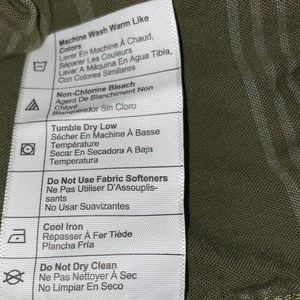 Machine Wash Warm Like
Colors
Laver En Machine À Chaud,
Séparer Les Couleurs
Lavar A Máquina En Agua Tibia,
Con Colores Similares
Non-Chlorine Bleach
Agent De Blanchiment Non
Chloré
Blanqueador Sin Cloro
Tumble Dry Low
Sécher En Machine À Basse
Température
Secar En Secadora A Baja
Temperatura
Do Not Use Fabric Softeners
Ne Pas Utiliser D'Assouplis-
sants
No Usar Suavizantes
Cool Iron
Repasser À Fer Tiède
Plancha Fría
Do Not Dry Clean
Ne Pas Nettoyer À Sec
No Limpiar En Seco